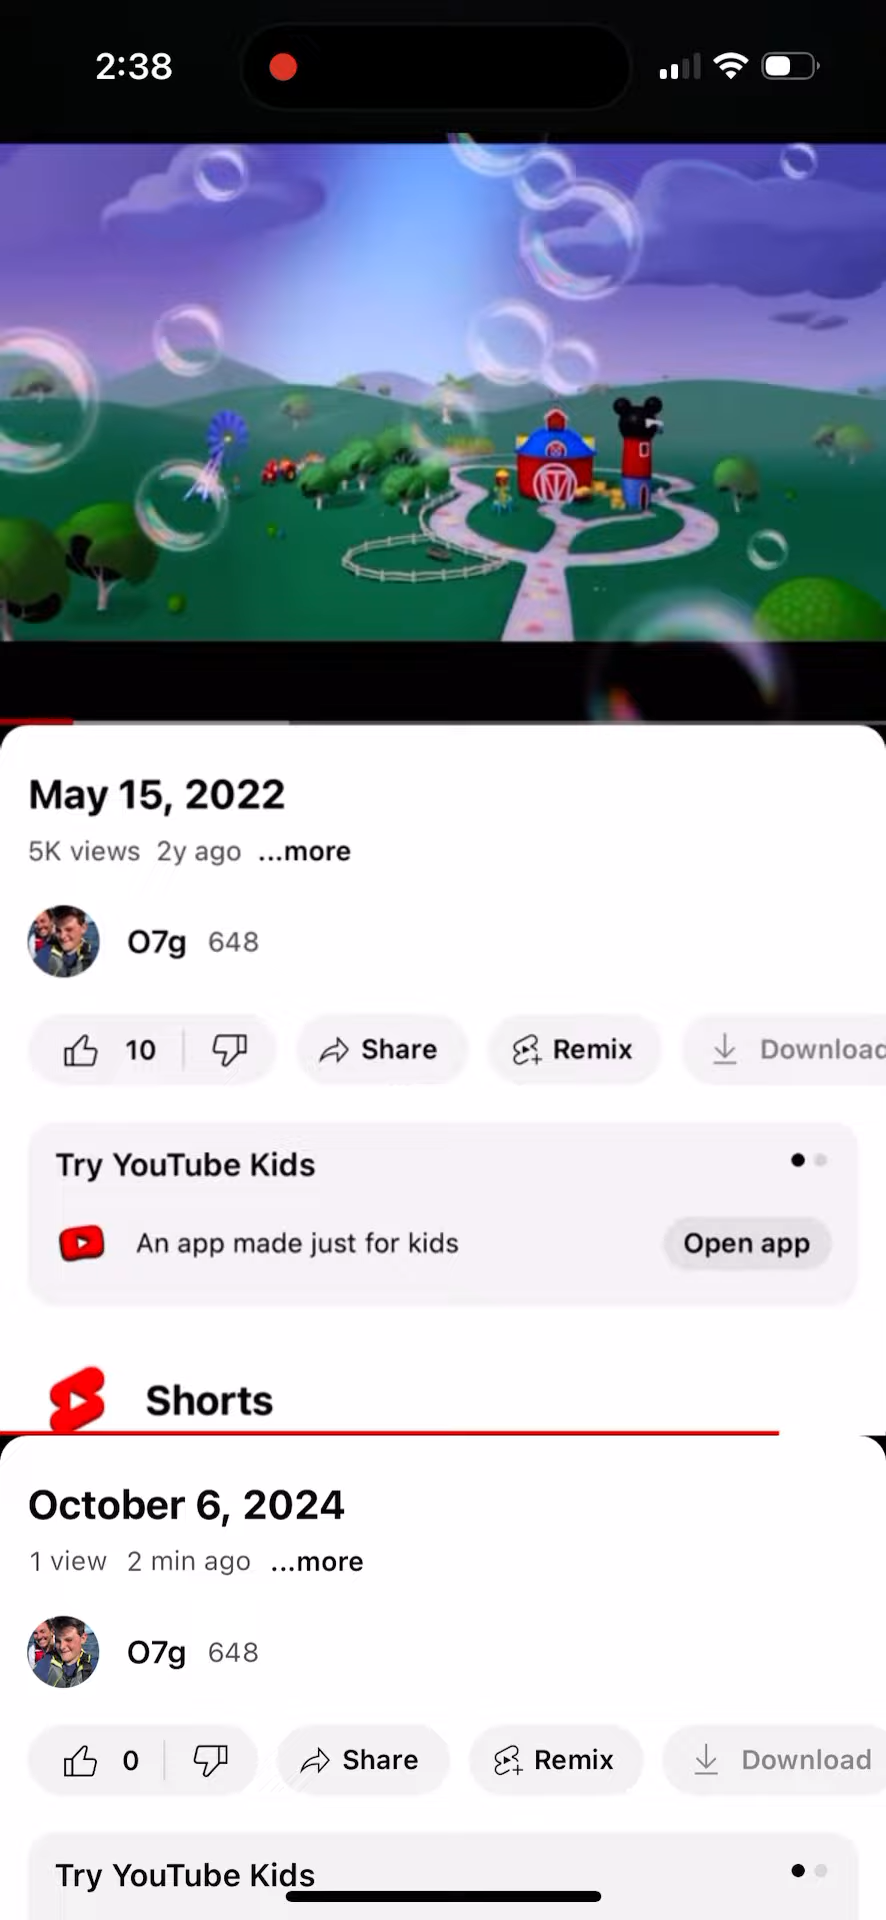 2:38
May 15, 2022
5K views 2y ago ...more
O7g 648
10 Share Remix Download
Try YouTube Kids
An app made just for kids Open app
Shorts
October 6, 2024
1 view 2 min ago ...more
O7g 648
0 Share Remix Download
Try YouTube Kids